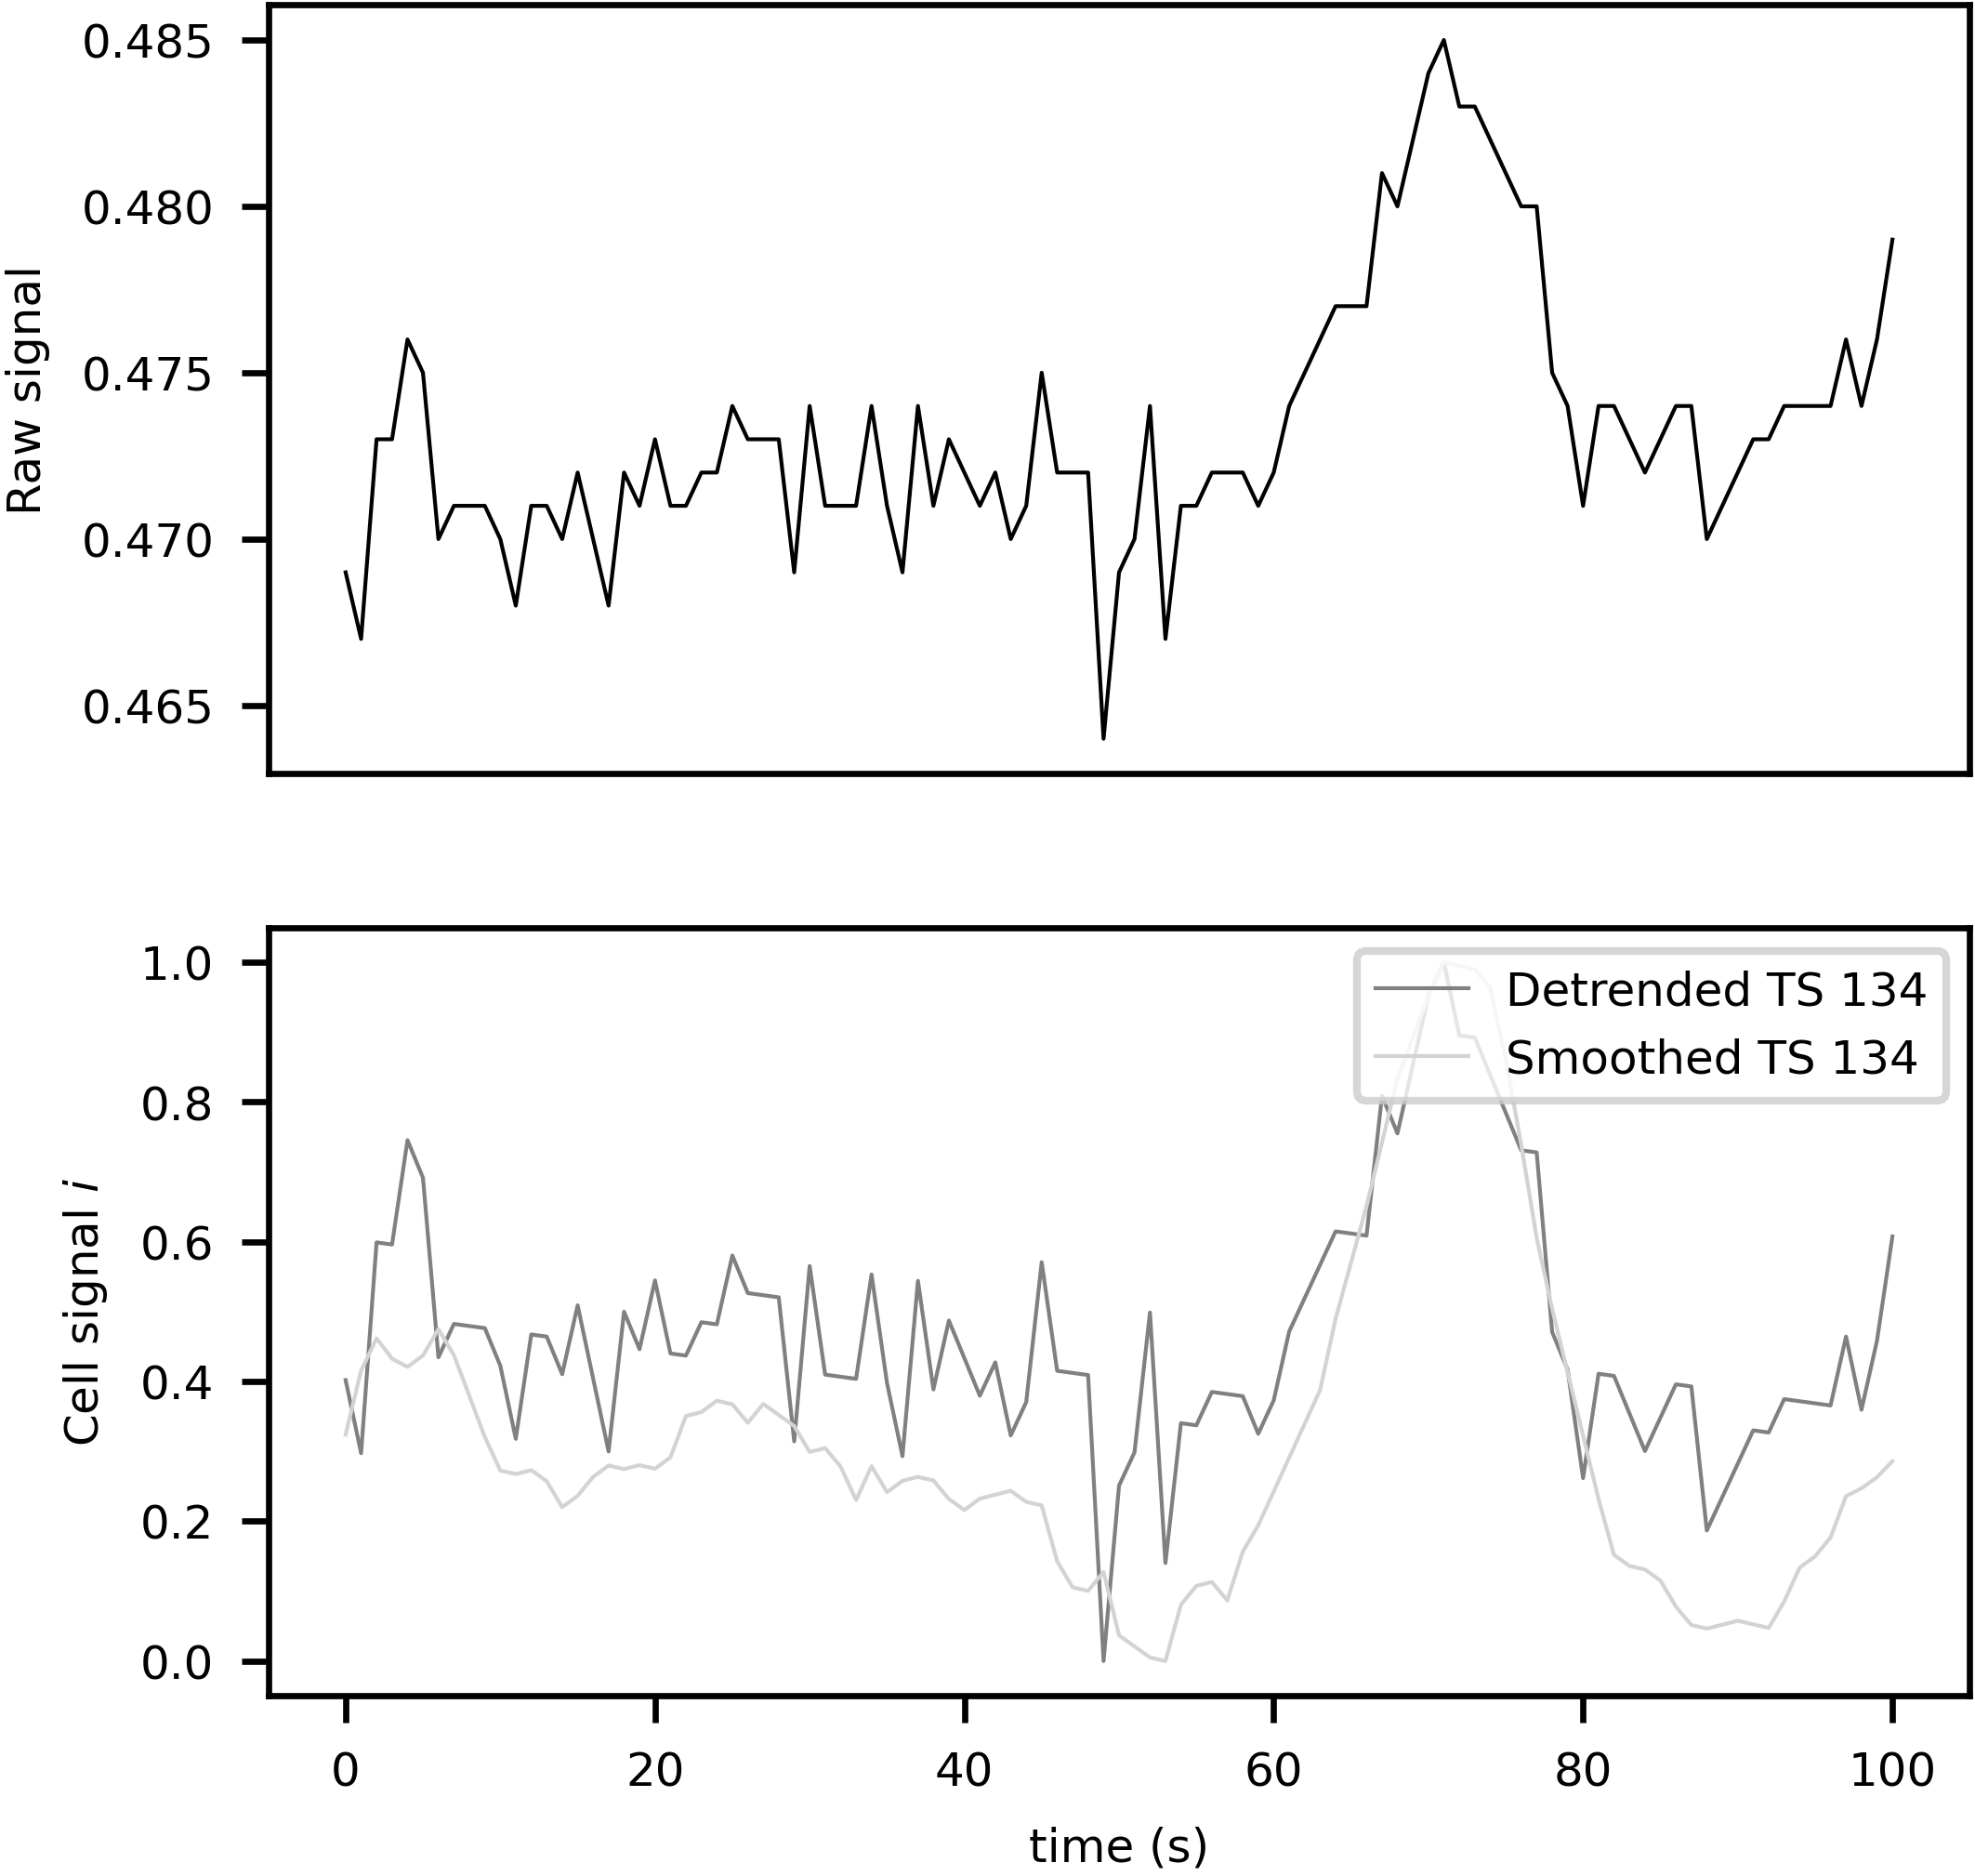 0.485
0.480
0.475
0.470
0.465
Raw signal
1.0
0.8
0.6
0.4
0.2
0.0
Cell signal i
Detrended TS 134
Smoothed TS 134
0 20 40 60 80 100
time (s)